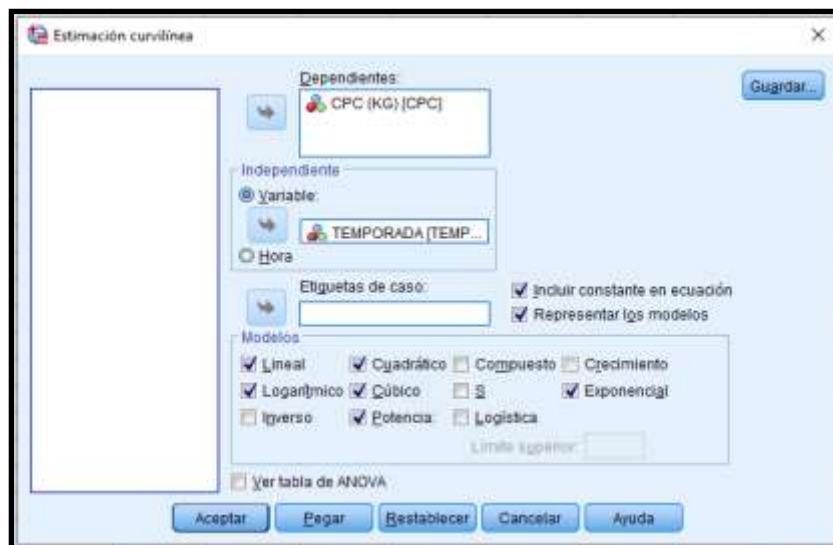 Estimación curvilínea
Dependientes:
CPC (KG) [CPC]
Guardar...
Independiente
Variable:
TEMPORADA [TEMP...
Hora
Etiquetas de caso:
Incluir constante en ecuación
Representar los modelos
Modelos
Lineal Cuadrático Compuesto Crecimiento
Logarítmico Cúbico S Exponencial
Inverso Potencia: Logística
Límite superior:
Ver tabla de ANOVA
Aceptar Pegar Restablecer Cancelar Ayuda